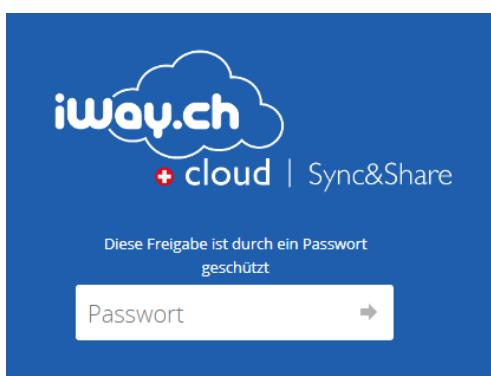 iway.ch
cloud | Sync&Share
Diese Freigabe ist durch ein Passwort
geschützt
Passwort